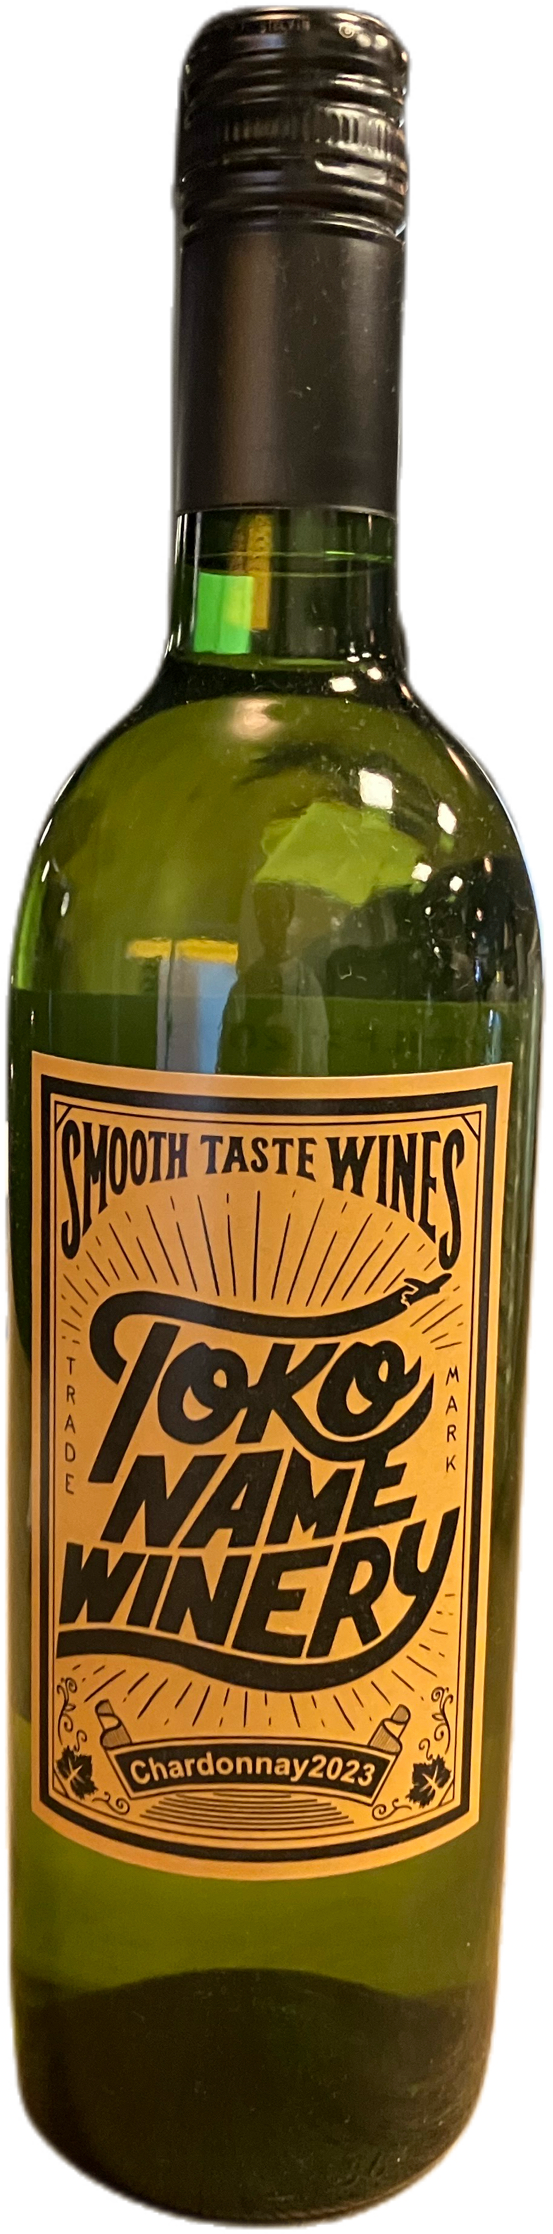 SMOOTH TASTE WINES
TRADE MARK
TOKO
NAME
WINERY
Chardonnay2023